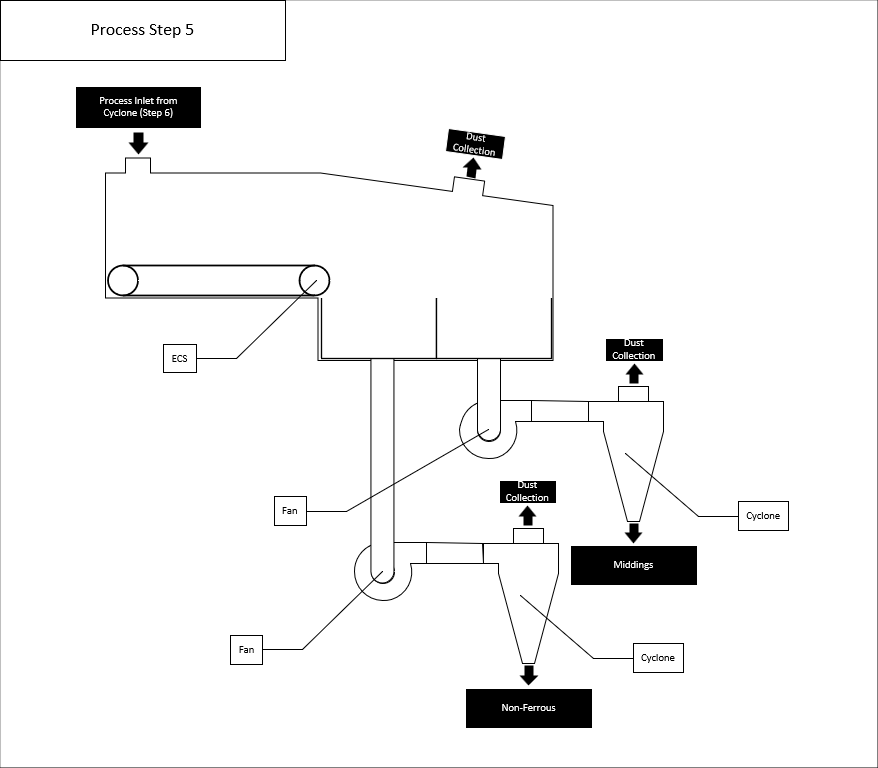 Process Step 5
Process Inlet from
Cyclone (Step 6)
Dust
Collection
ECS
Dust
Collection
Fan
Dust
Collection
Cyclone
Middings
Fan
Cyclone
Non-Ferrous